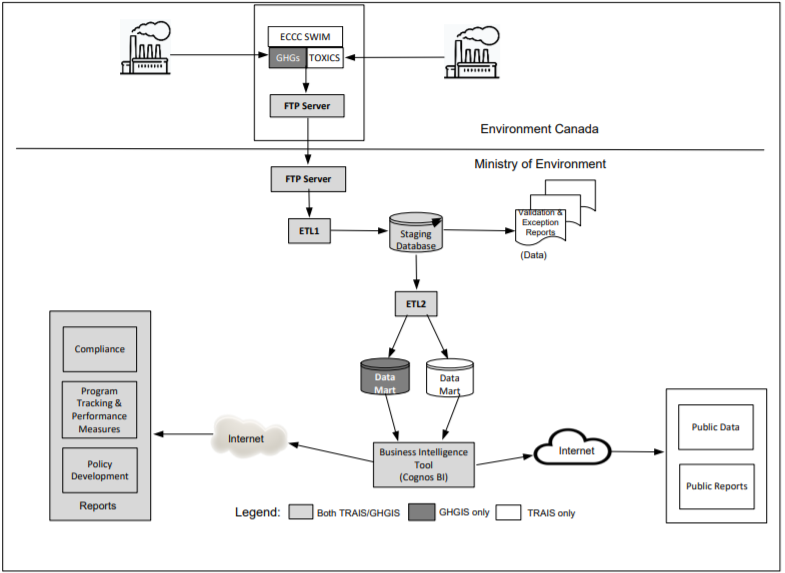 ECCC SWIM
GHGs
TOXICS
FTP Server
Environment Canada
Ministry of Environment
FTP Server
ETL1
Staging
Database
Validation &
Exception
Reports
(Data)
ETL2
Data
Mart
Data
Mart
Compliance
Program
Tracking &
Performance
Measures
Policy
Development
Reports
Internet
Business Intelligence
Tool
(Cognos BI)
Internet
Public Data
Public Reports
Legend:
Both TRAIS/GHGIS
GHGIS only
TRAIS only